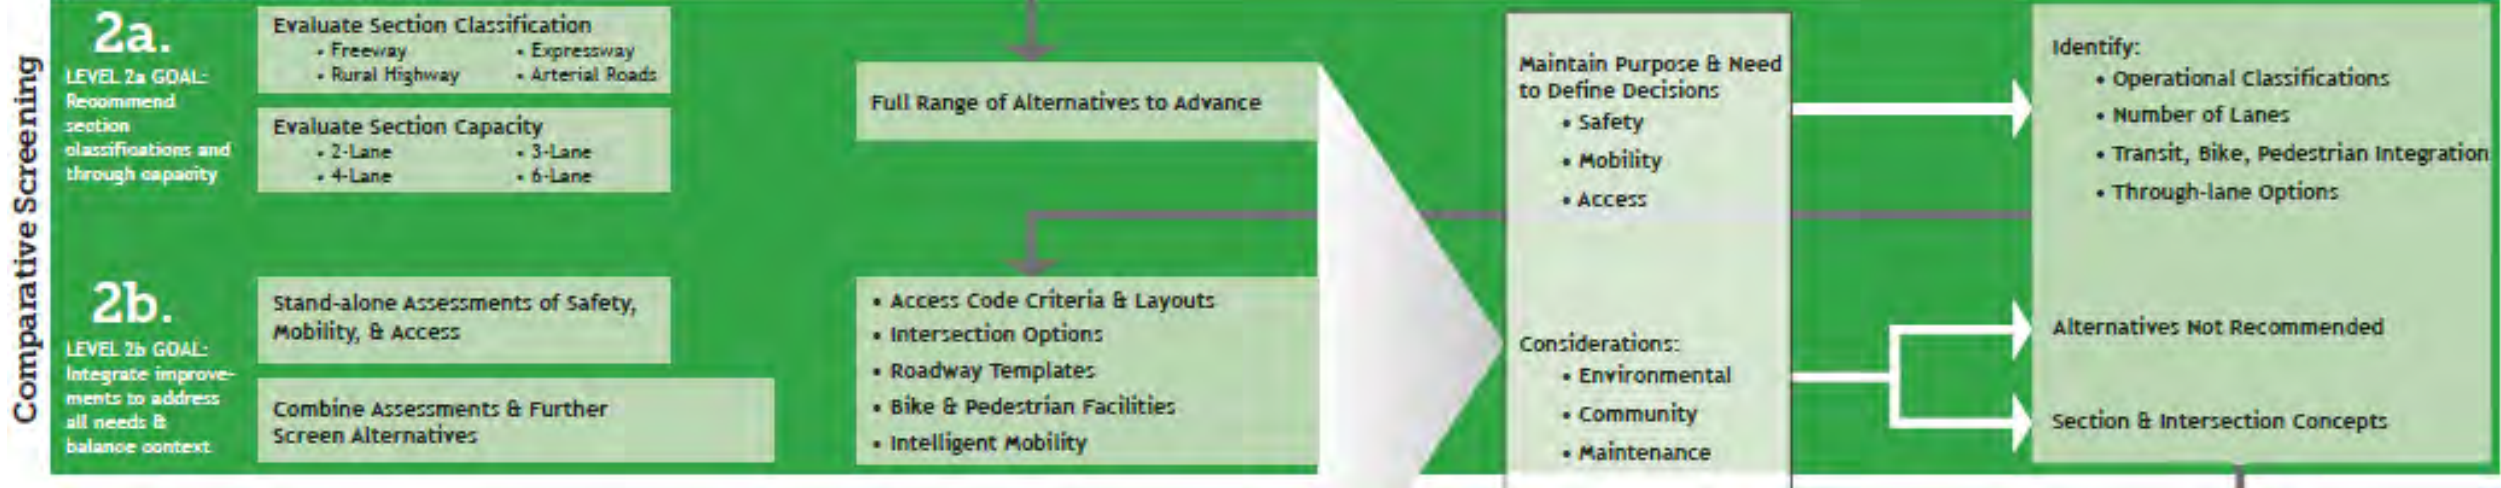 Comparative Screening
2a.
LEVEL 2a GOAL:
Recommend
section
classifications and
through capacity
Evaluate Section Classification
• Freeway • Expressway
• Rural Highway • Arterial Roads
Evaluate Section Capacity
• 2-Lane • 3-Lane
• 4-Lane • 6-Lane
Full Range of Alternatives to Advance
Maintain Purpose & Need
to Define Decisions
• Safety
• Mobility
• Access
Identify:
• Operational Classifications
• Number of Lanes
• Transit, Bike, Pedestrian Integration
• Through-lane Options
2b.
LEVEL 2b GOAL:
Integrate improve-
ments to address
all needs &
balance context
Stand-alone Assessments of Safety,
Mobility, & Access
Combine Assessments & Further
Screen Alternatives
• Access Code Criteria & Layouts
• Intersection Options
• Roadway Templates
• Bike & Pedestrian Facilities
• Intelligent Mobility
Considerations:
• Environmental
• Community
• Maintenance
Alternatives Not Recommended
Section & Intersection Concepts